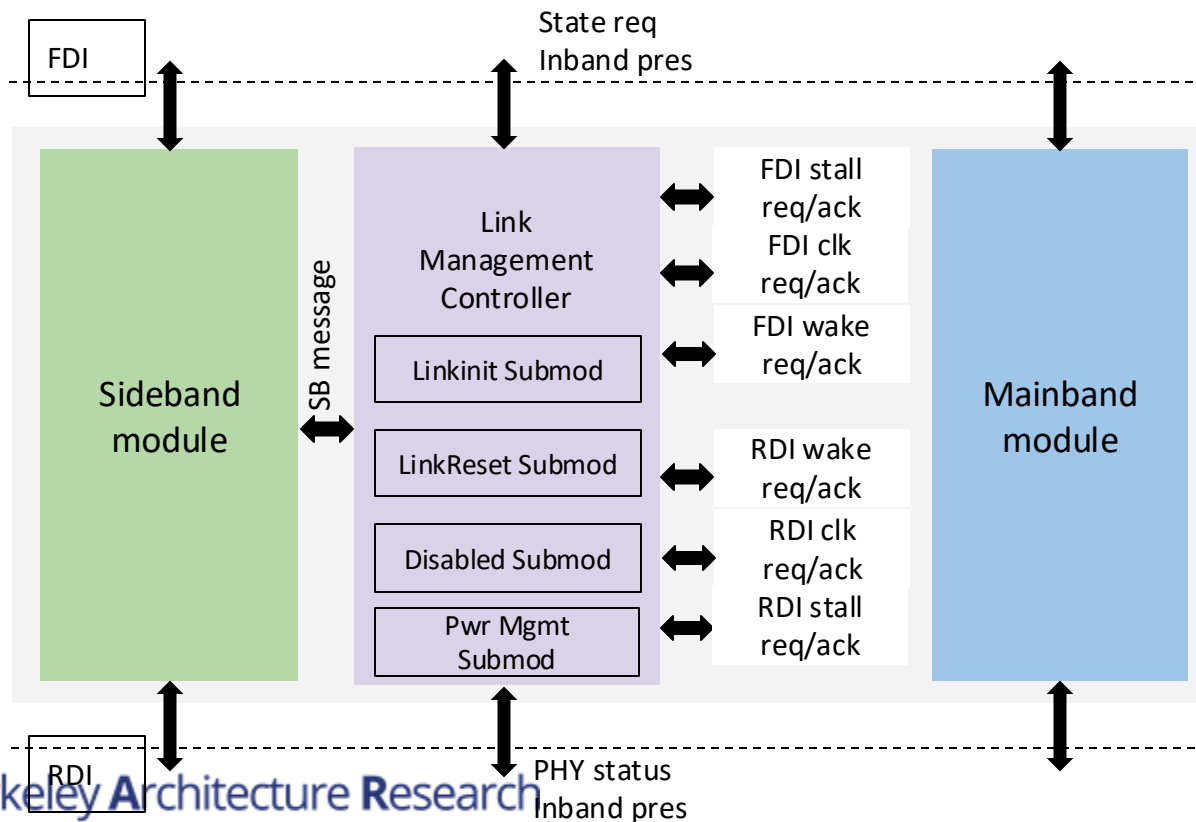 State req
Inband pres
FDI
Sideband
module
SB message
Link
Management
Controller
Linkinit Submod
LinkReset Submod
Disabled Submod
Pwr Mgmt
Submod
FDI stall
req/ack
FDI clk
req/ack
FDI wake
req/ack
RDI wake
req/ack
RDI clk
req/ack
RDI stall
req/ack
Mainband
module
RDI
PHY status
Inband pres
keley Architecture Research